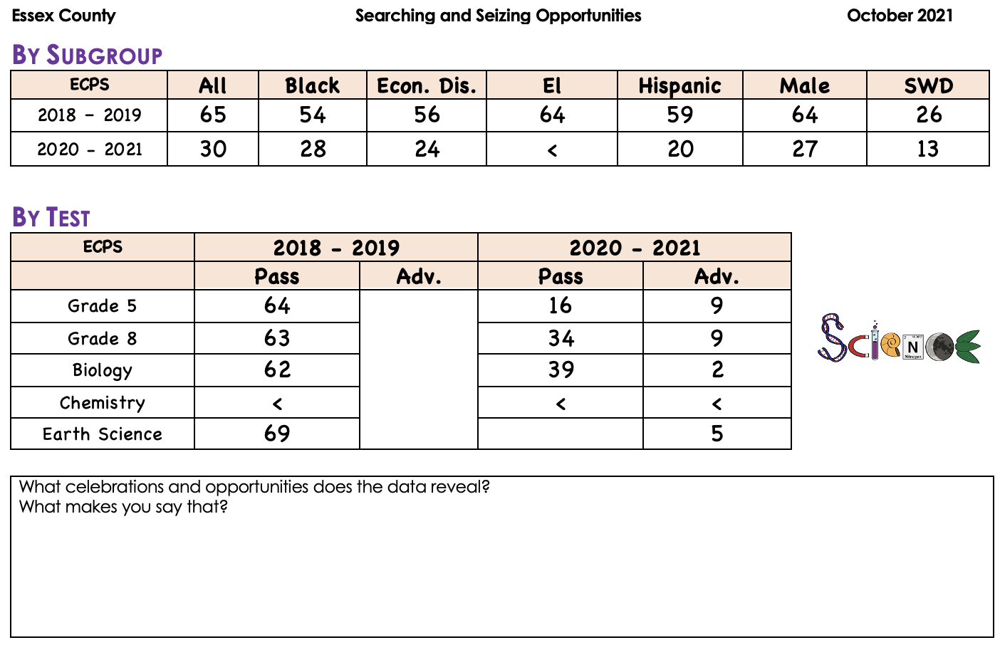 Essex County Searching and Seizing Opportunities October 2021
BY SUBGROUP
ECPS All Black Econ. Dis. El Hispanic Male SWD
2018 - 2019 65 54 56 64 59 64 26
2020 - 2021 30 28 24 < 20 27 13
BY TEST
ECPS 2018 - 2019 2020 - 2021
Pass Adv. Pass Adv.
Grade 5 64 16 9
Grade 8 63 34 9
Biology 62 39 2
Chemistry < < <
Earth Science 69 5
Science
7 14.0067
N
Nitrogen
What celebrations and opportunities does the data reveal?
What makes you say that?